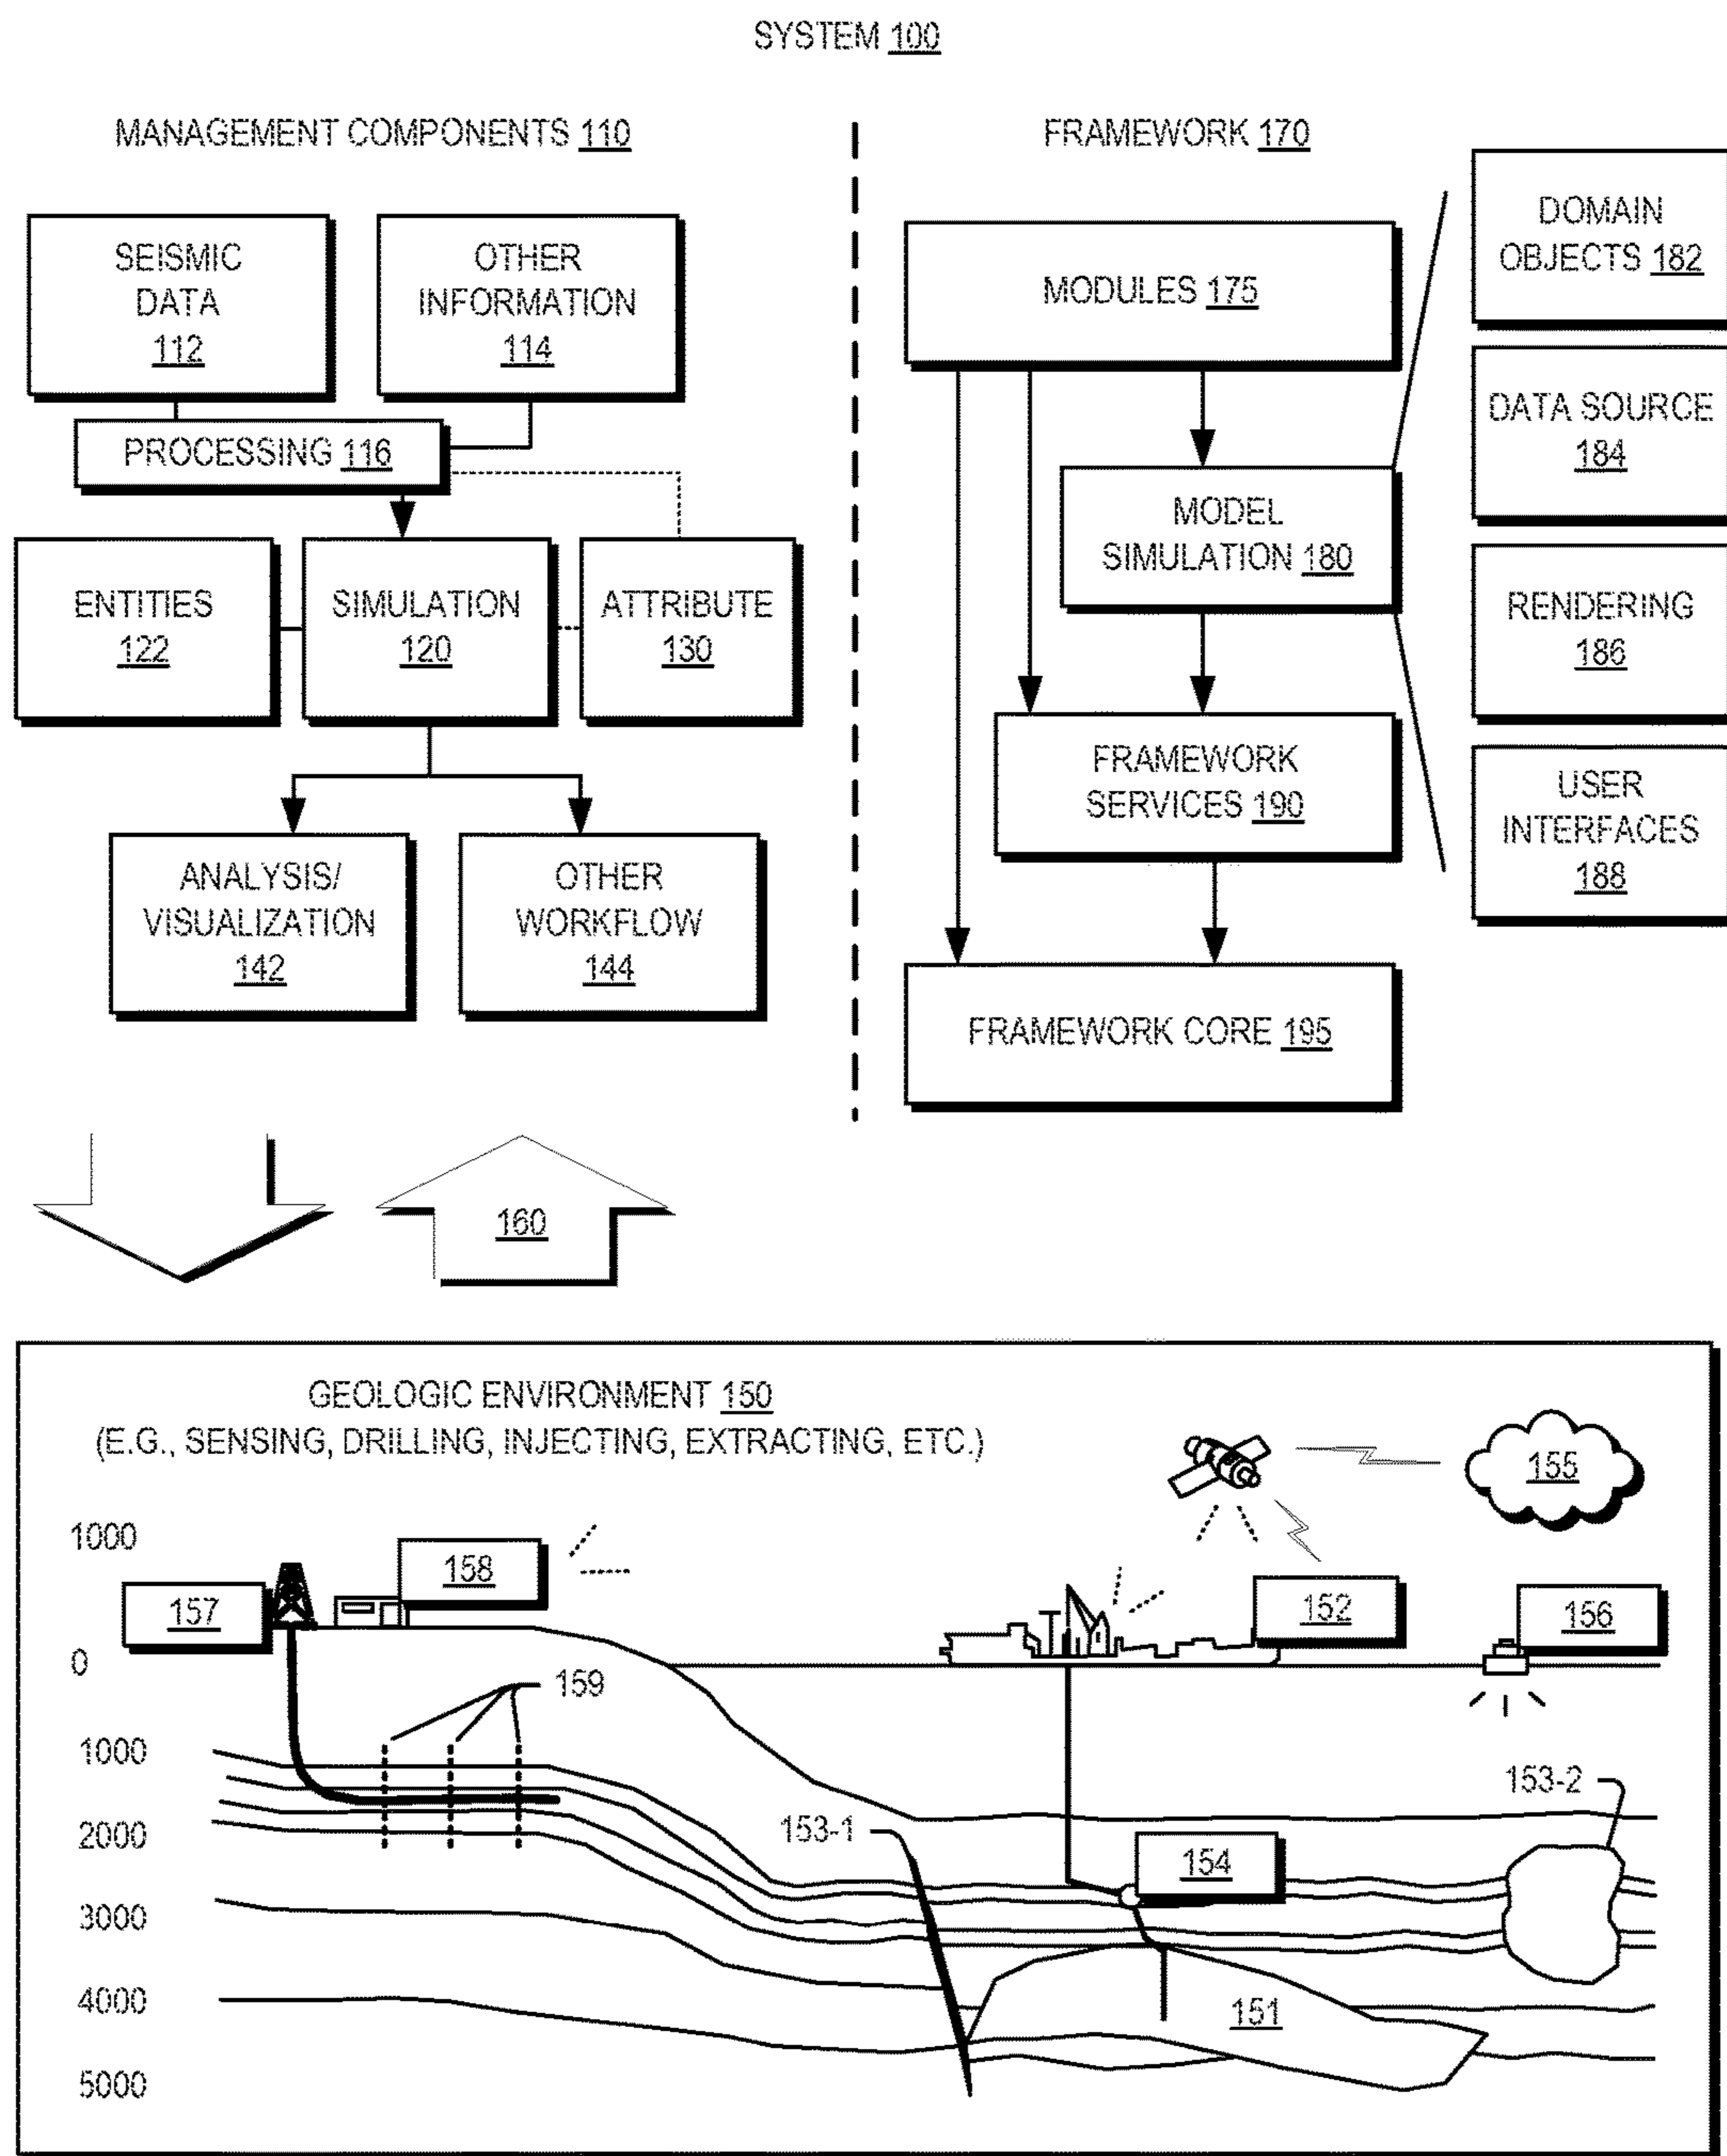 SYSTEM 100
MANAGEMENT COMPONENTS 110
SEISMIC
DATA
112
OTHER
INFORMATION
114
PROCESSING 116
ENTITIES
122
SIMULATION
120
ATTRIBUTE
130
ANALYSIS/
VISUALIZATION
142
OTHER
WORKFLOW
144
FRAMEWORK 170
MODULES 175
MODEL
SIMULATION 180
FRAMEWORK
SERVICES 190
FRAMEWORK CORE 195
DOMAIN
OBJECTS 182
DATA SOURCE
184
RENDERING
186
USER
INTERFACES
188
160
GEOLOGIC ENVIRONMENT 150
(E.G., SENSING, DRILLING, INJECTING, EXTRACTING, ETC.)
155
1000
158
157
152
156
0
159
1000
153-2
2000
153-1
154
3000
4000
151
5000